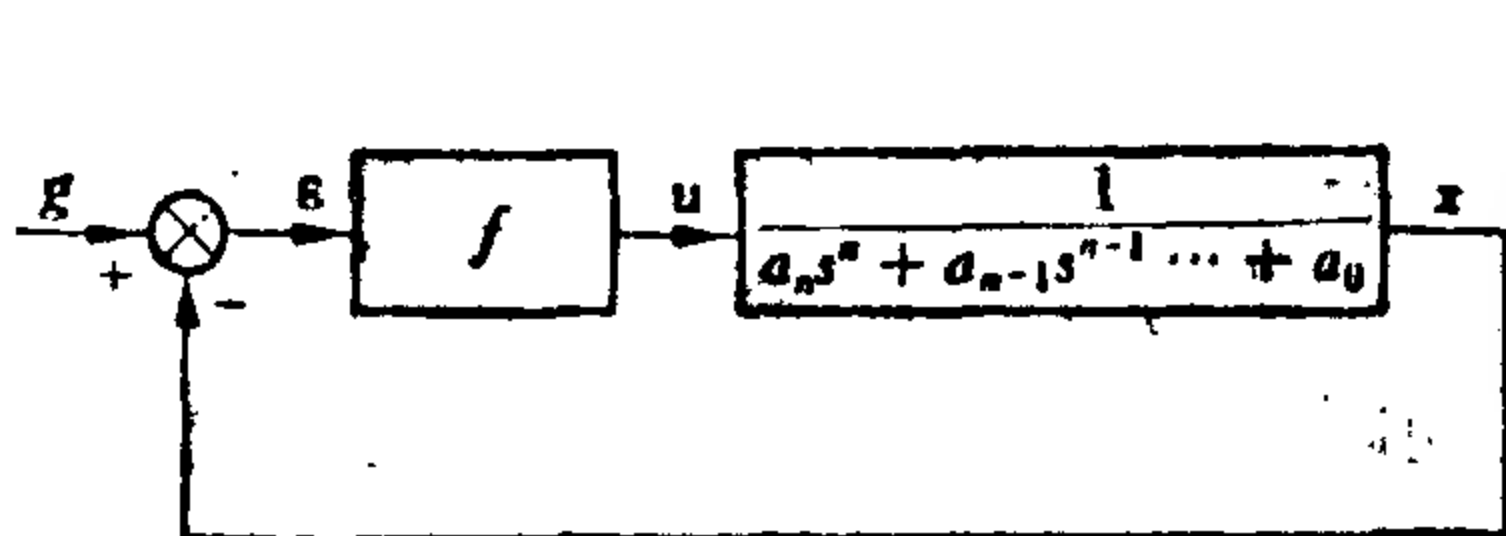 g
+
−
ε
f
u
1
aₙsⁿ + aₙ₋₁sⁿ⁻¹ ... + a₀
x